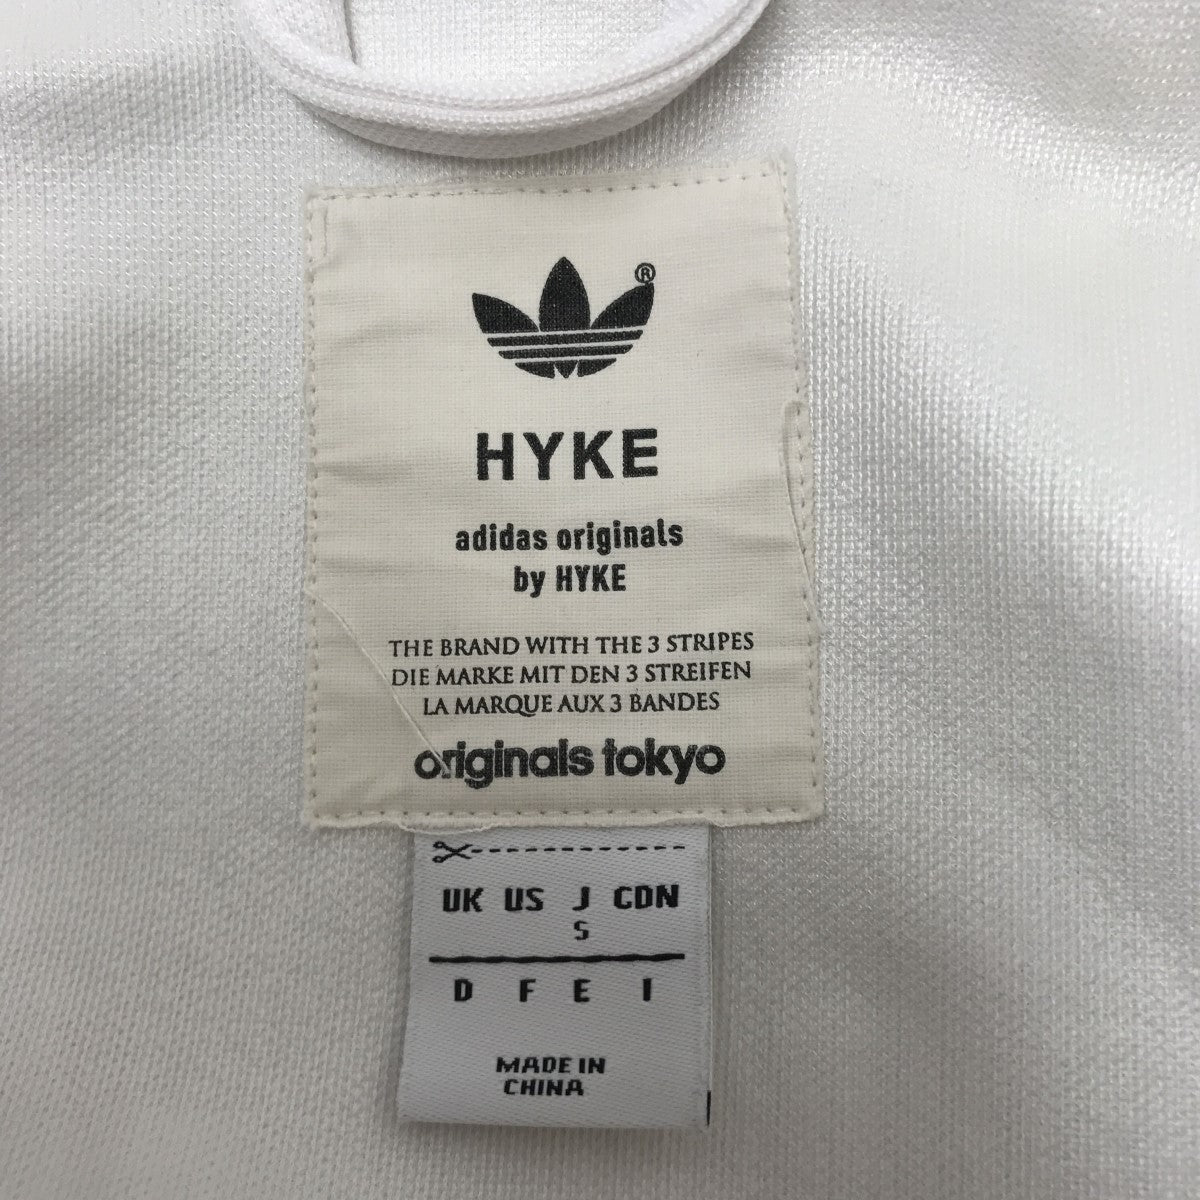 ®
HYKE
adidas originals
by HYKE
THE BRAND WITH THE 3 STRIPES
DIE MARKE MIT DEN 3 STREIFEN
LA MARQUE AUX 3 BANDES
originals tokyo
UK US J CDN
S
D F E I
MADE IN
CHINA